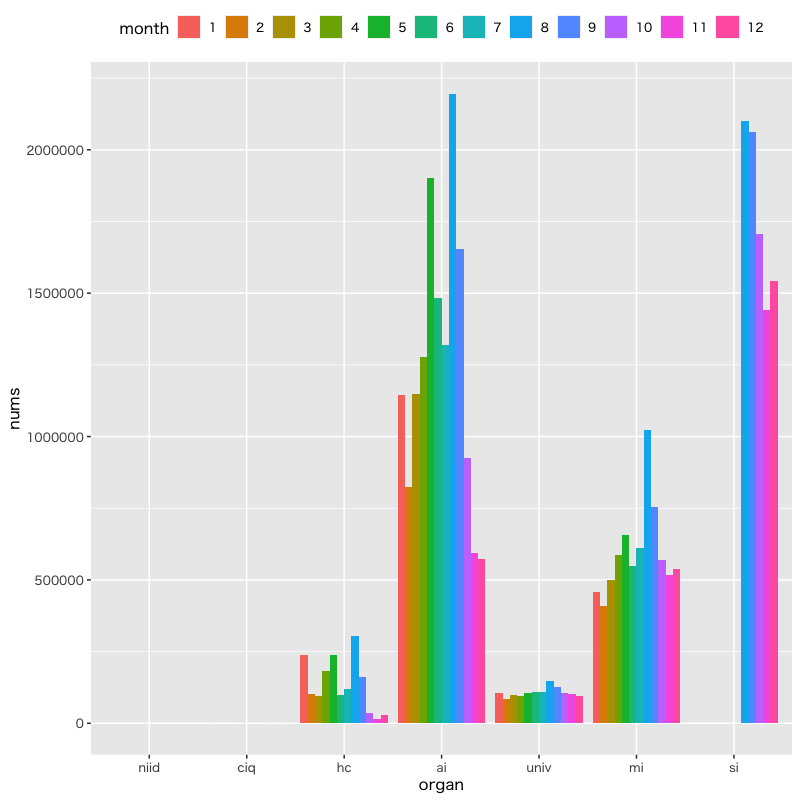 month 1 2 3 4 5 6 7 8 9 10 11 12
2000000
1500000
1000000
500000
0
nums
niid ciq hc ai univ mi si
organ